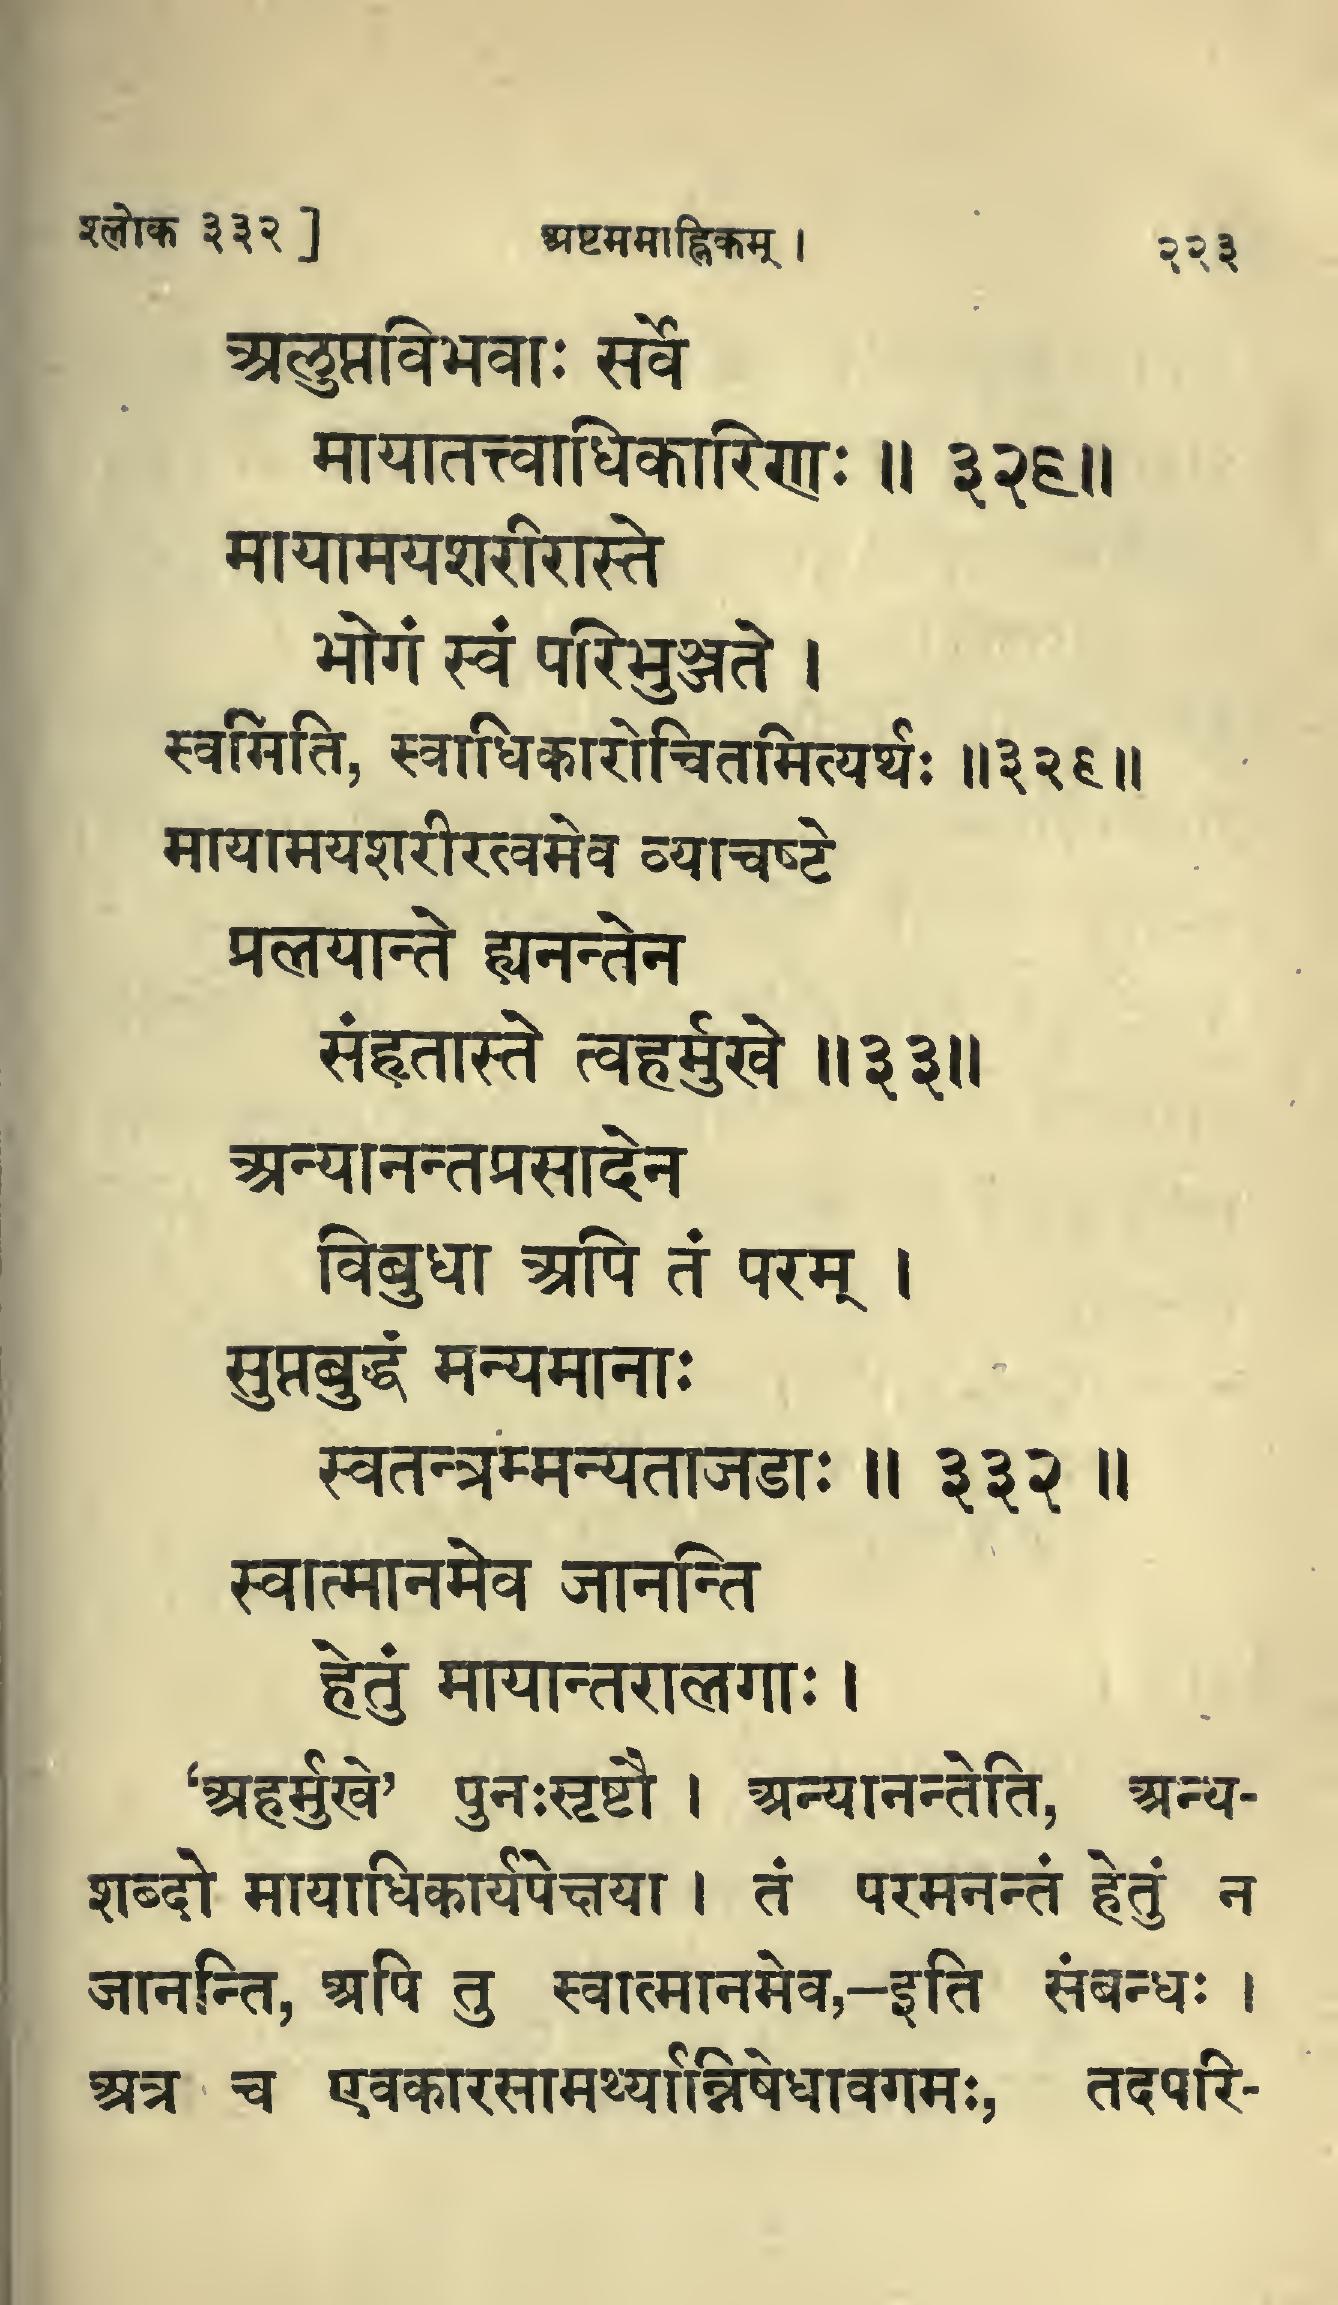 श्लोक ३३२ ] अष्टममाह्निकम् । २२३
अलुप्तविभवाः सर्वे
मायातत्त्वाधिकारिणः ॥ ३२९॥
मायामयशरीरास्ते
भोगं स्वं परिभुञ्जते ।
स्वमिति, स्वाधिकारोचितमित्यर्थः ॥३२९॥
मायामयशरीरत्वमेव व्याचष्टे
प्रलयान्ते ह्यनन्तेन
संहृतास्ते त्वहर्मुखे ॥३३॥
अन्यानन्तप्रसादेन
विबुधा अपि तं परम् ।
सुप्तबुद्धं मन्यमानाः
स्वतन्त्रम्मन्यताजडाः ॥ ३३२ ॥
स्वात्मानमेव जानन्ति
हेतुं मायान्तरालगाः ।
‘अहर्मुखे’ पुनःसृष्टौ । अन्यानन्तेति, अन्य-
शब्दो मायाधिकार्यपेक्षया । तं परमनन्तं हेतुं न
जानन्ति, अपि तु स्वात्मानमेव,—इति संबन्धः ।
अत्र च एवकारसामर्थ्यान्निषेधावगमः, तदपरि-